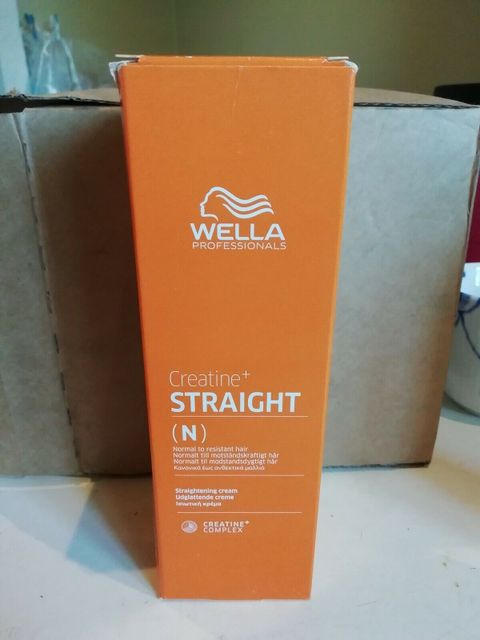 WELLA
PROFESSIONALS
Creatine+
STRAIGHT
(N)
Normal to resistant hair
Normalt till motståndskraftigt hår
Normalt til modstandsdygtigt hår
Κανονικά έως ανθεκτικά μαλλιά
Straightening cream
Udglattende creme
Ισιωτική κρέμα
CREATINE+
COMPLEX